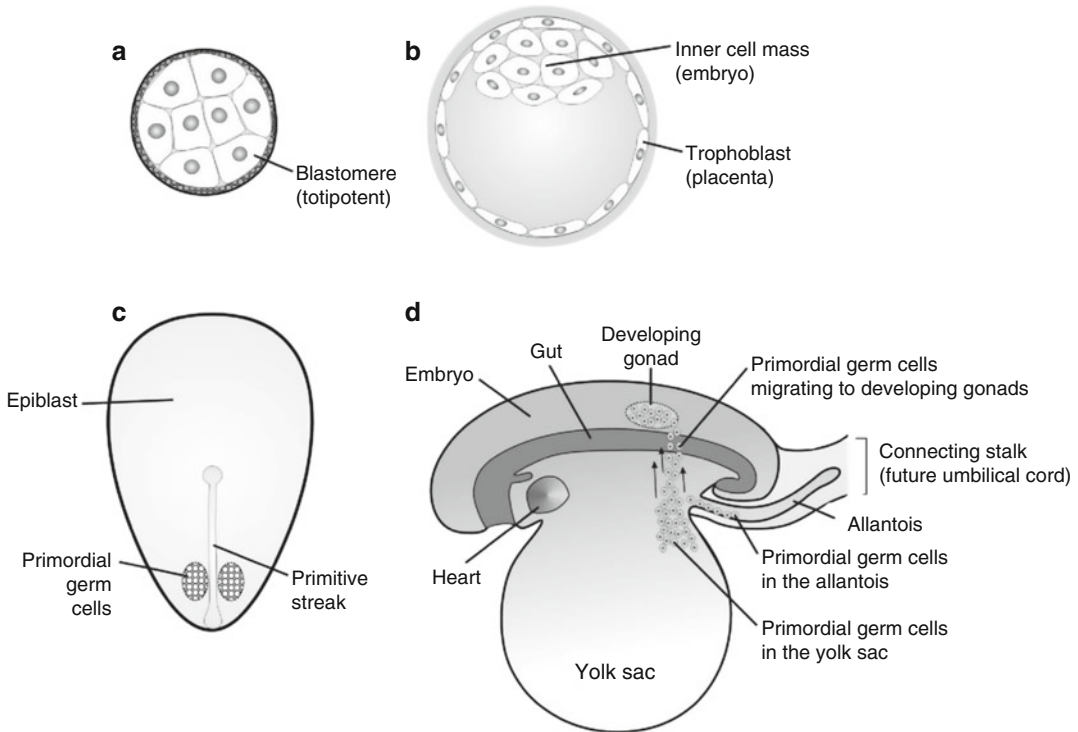 a
Blastomere
(totipotent)
b
Inner cell mass
(embryo)
Trophoblast
(placenta)
c
Epiblast
Primordial
germ
cells
Primitive
streak
d
Developing
gonad
Gut
Embryo
Primordial germ cells
migrating to developing gonads
Connecting stalk
(future umbilical cord)
Allantois
Heart
Primordial germ cells
in the allantois
Primordial germ cells
in the yolk sac
Yolk sac